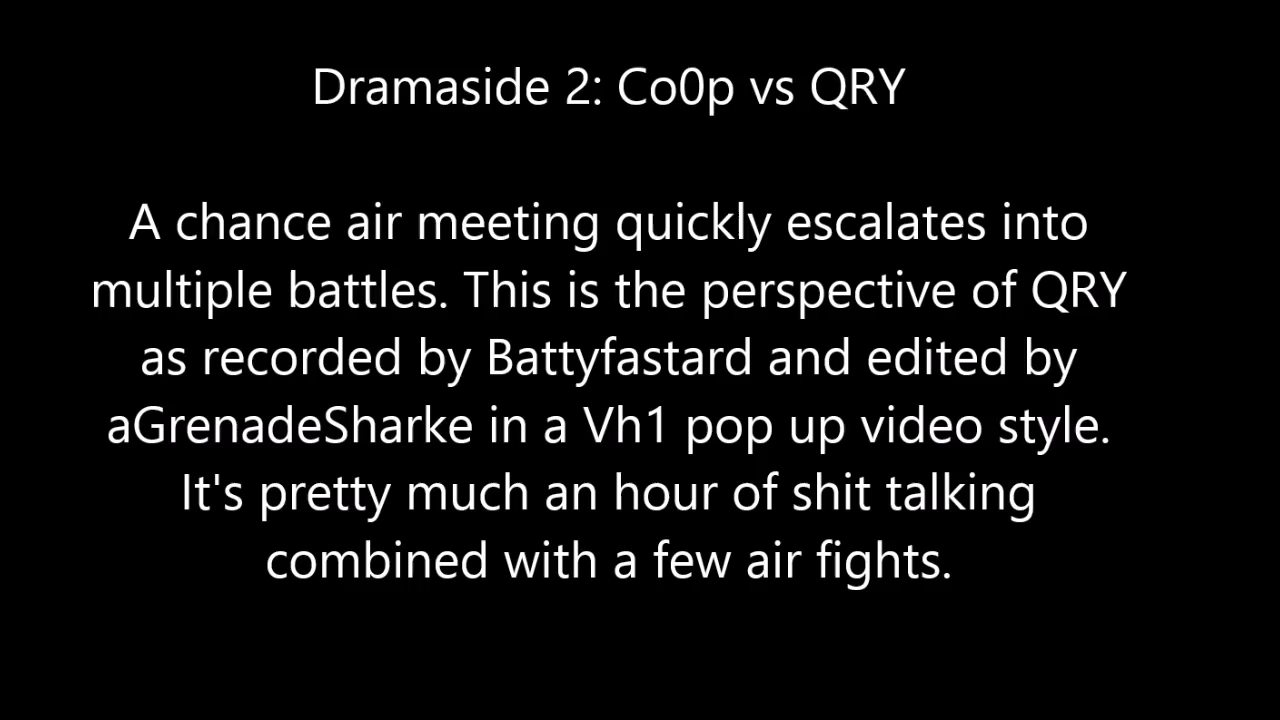 Dramaside 2: Co0p vs QRY
A chance air meeting quickly escalates into
multiple battles. This is the perspective of QRY
as recorded by Battyfastard and edited by
aGrenadeSharke in a Vh1 pop up video style.
It's pretty much an hour of shit talking
combined with a few air fights.